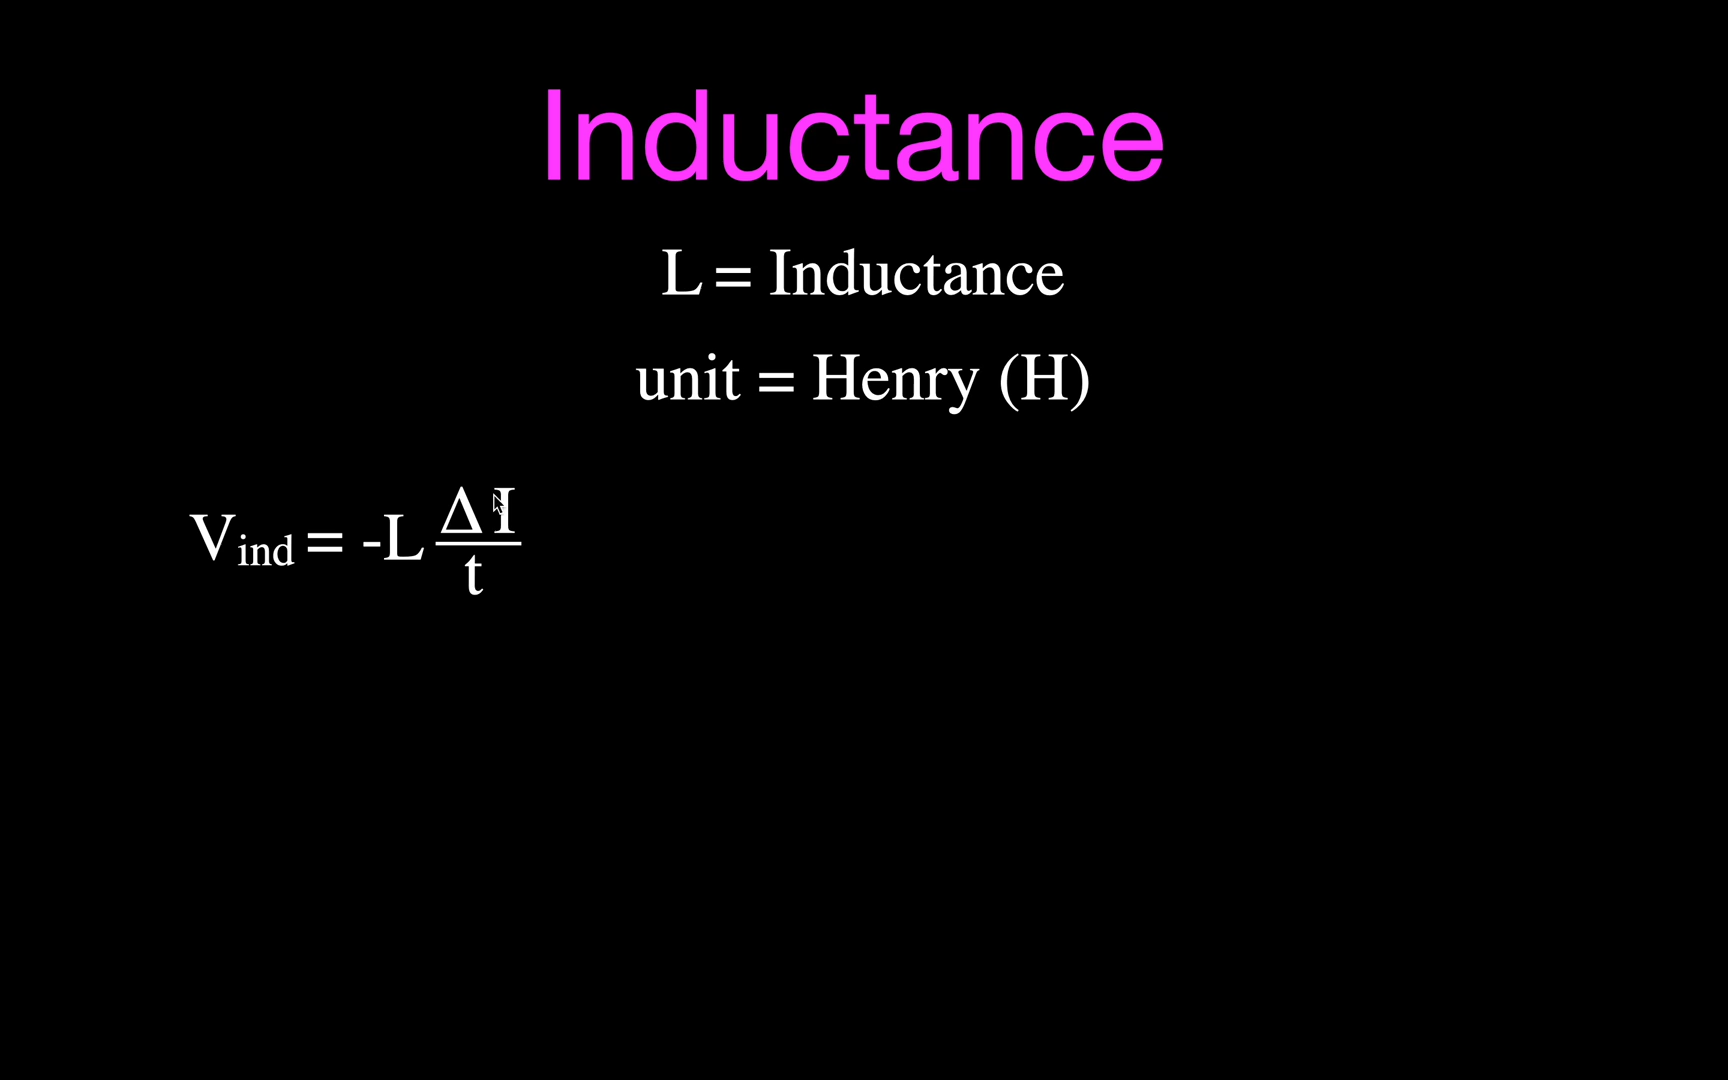 Inductance
L = Inductance
unit = Henry (H)
V_ind = -L ΔI/t